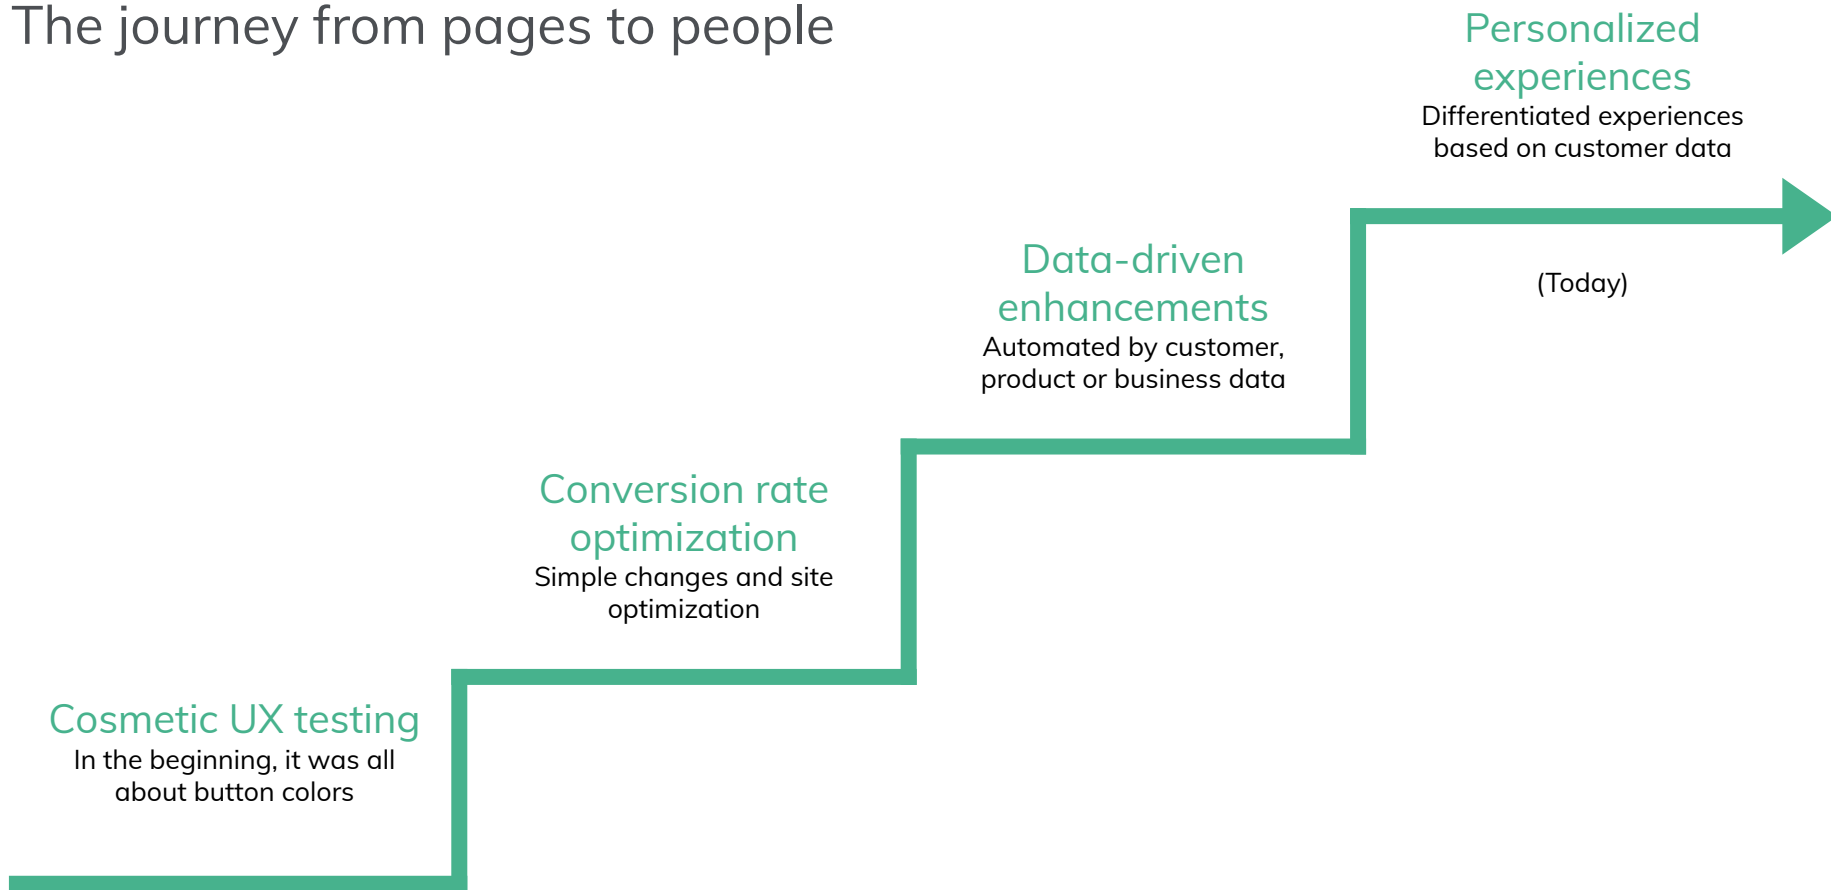 The journey from pages to people
Personalized
experiences
Differentiated experiences
based on customer data
(Today)
Data-driven
enhancements
Automated by customer,
product or business data
Conversion rate
optimization
Simple changes and site
optimization
Cosmetic UX testing
In the beginning, it was all
about button colors